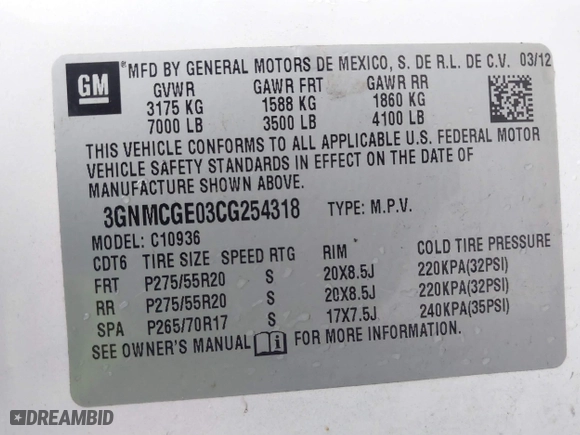 GM
® MFD BY GENERAL MOTORS DE MEXICO, S. DE R.L. DE C.V. 03/12
GVWR GAWR FRT GAWR RR
3175 KG 1588 KG 1860 KG
7000 LB 3500 LB 4100 LB
THIS VEHICLE CONFORMS TO ALL APPLICABLE U.S. FEDERAL MOTOR
VEHICLE SAFETY STANDARDS IN EFFECT ON THE DATE OF
MANUFACTURE SHOWN ABOVE.
3GNMCGE03CG254318 TYPE: M.P.V.
MODEL: C10936
CDT6 TIRE SIZE SPEED RTG RIM COLD TIRE PRESSURE
FRT P275/55R20 S 20X8.5J 220KPA(32PSI)
RR P275/55R20 S 20X8.5J 220KPA(32PSI)
SPA P265/70R17 S 17X7.5J 240KPA(35PSI)
SEE OWNER'S MANUAL FOR MORE INFORMATION.
DREAMBID